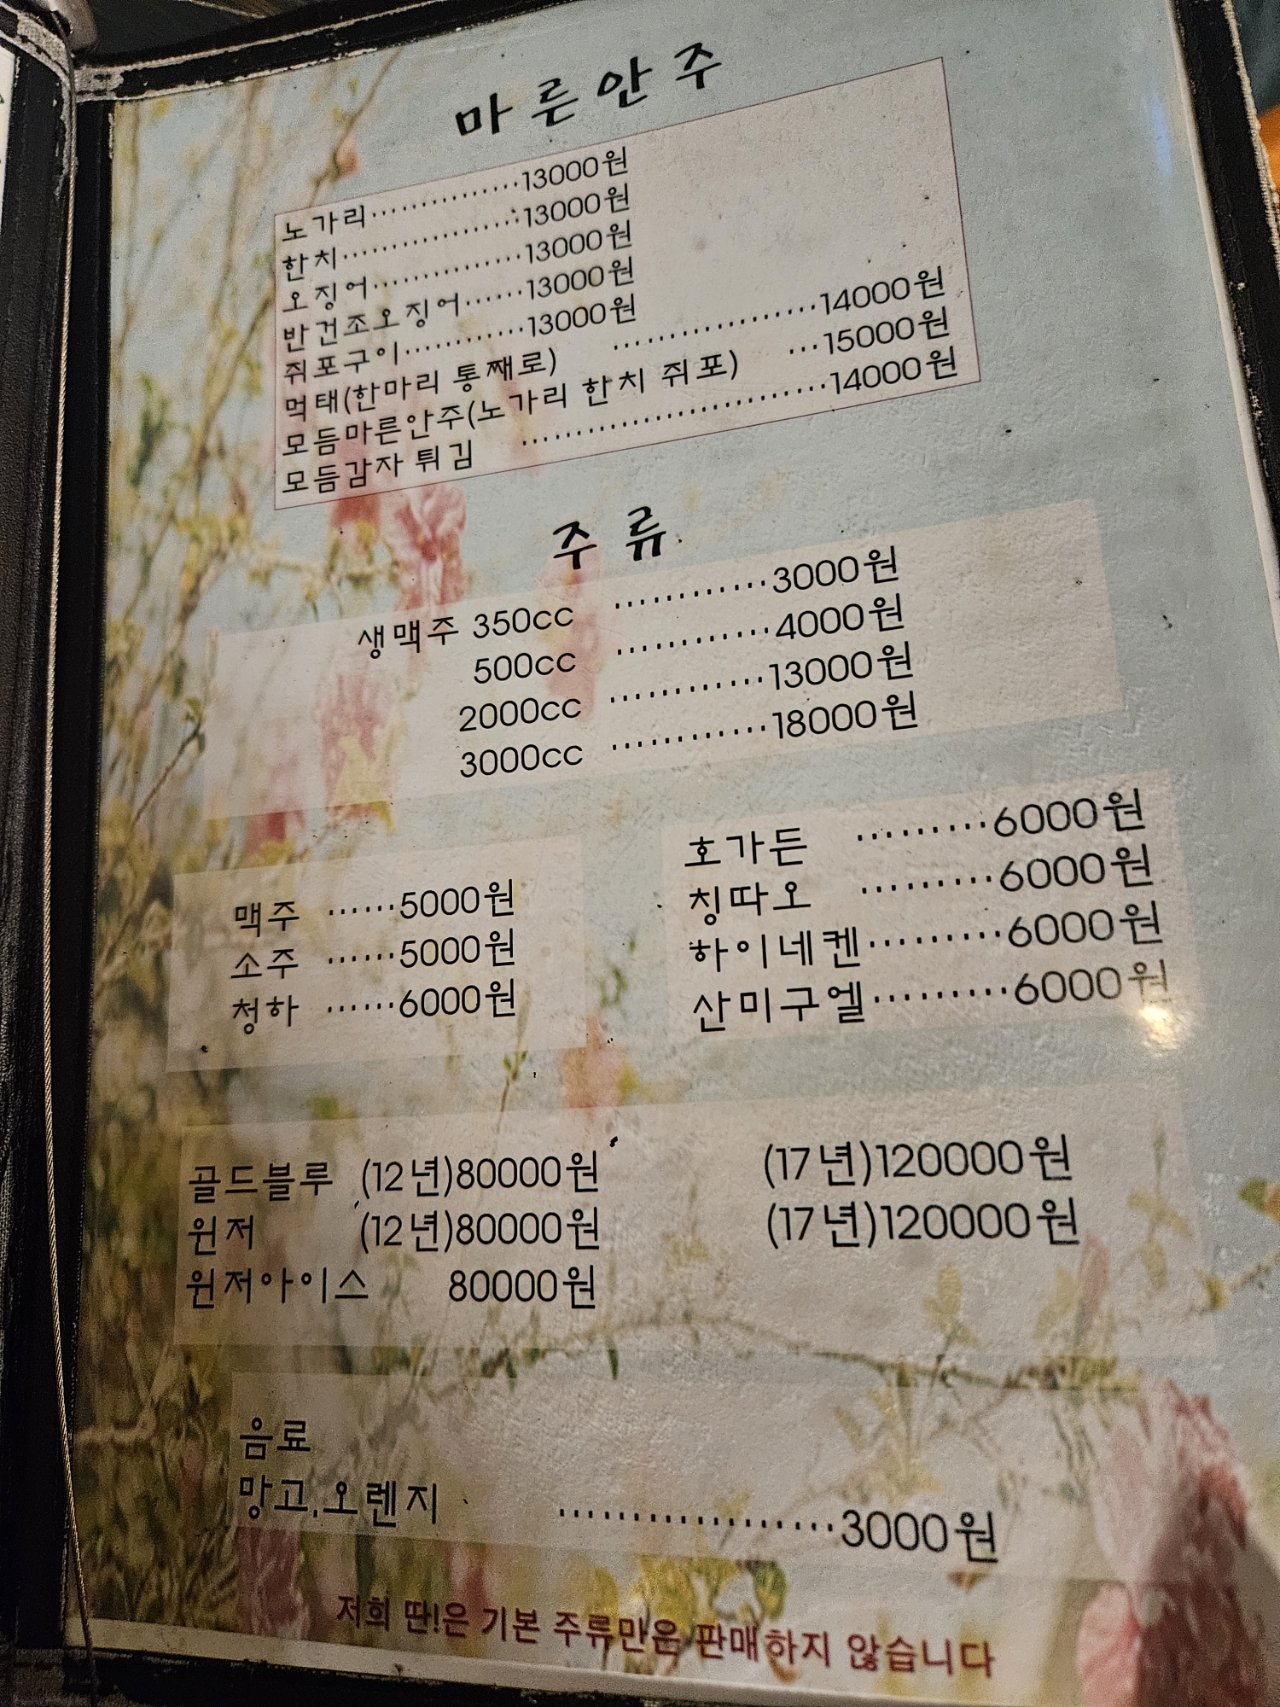 마른안주
노가리················13000원
한치···················13000원
오징어················13000원
반건조오징어······13000원
쥐포구이············13000원
먹태(한마리 통째로) ··················14000원
모듬마른안주(노가리 한치 쥐포) ···15000원
모듬감자 튀김 ··························14000원
주류
생맥주 350cc ············3000원
500cc ············4000원
2000cc ············13000원
3000cc ············18000원
맥주 ······5000원
소주 ······5000원
청하 ······6000원
호가든 ·········6000원
칭따오 ·········6000원
하이네켄·········6000원
산미구엘·········6000원
골드블루 (12년)80000원 (17년)120000원
윈저 (12년)80000원 (17년)120000원
윈저아이스 80000원
음료
망고,오렌지 ···················3000원
저희 딴!은 기본 주류만은 판매하지 않습니다